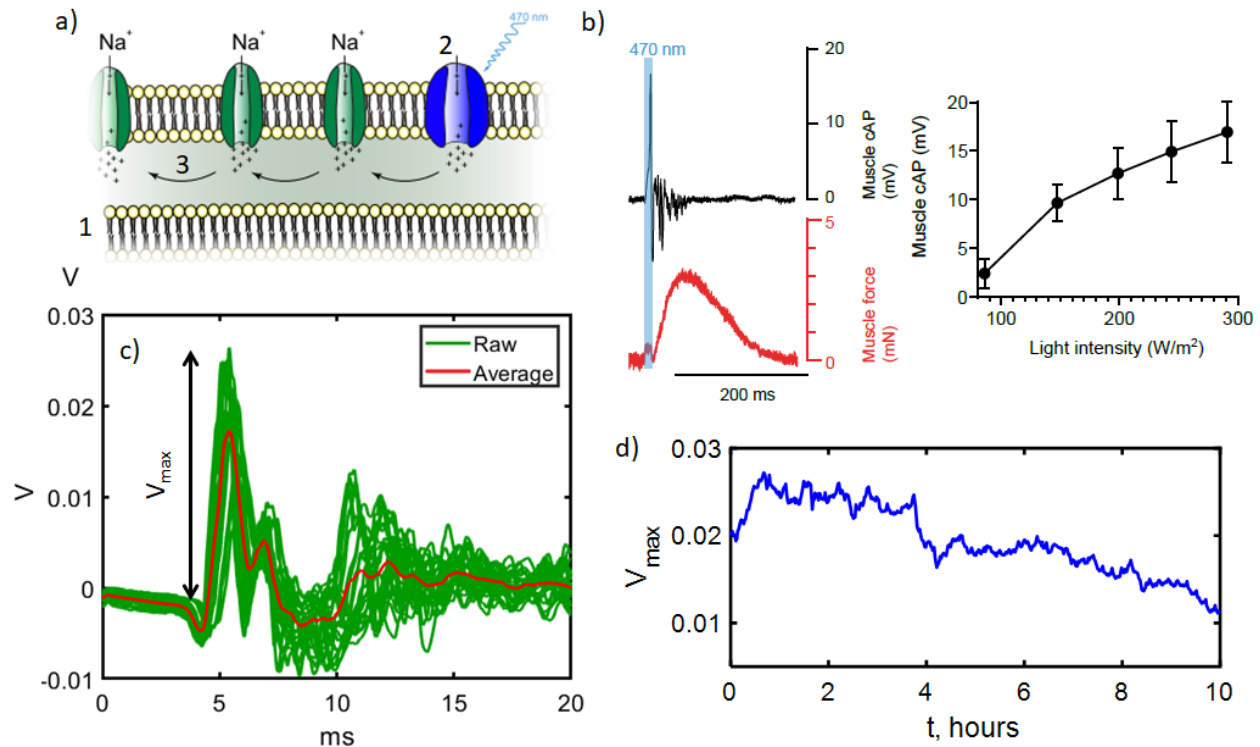 a)
470 nm
Na⁺ Na⁺ Na⁺ 2
3
1
b)
470 nm
20
10
0
Muscle cAP
(mV)
5
0
Muscle force
(mN)
200 ms
Muscle cAP (mV)
20
15
10
5
0
100 200 300
Light intensity (W/m²)
V
c)
0.03
0.02
0.01
0
-0.01
V
Vmax
Raw
Average
0 5 10 15 20
ms
d)
0.03
0.02
0.01
Vmax
0 2 4 6 8 10
t, hours